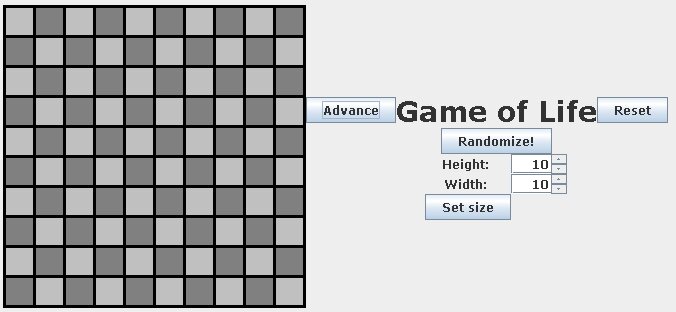 Advance Game of Life Reset
Randomize!
Height: 10
Width: 10
Set size